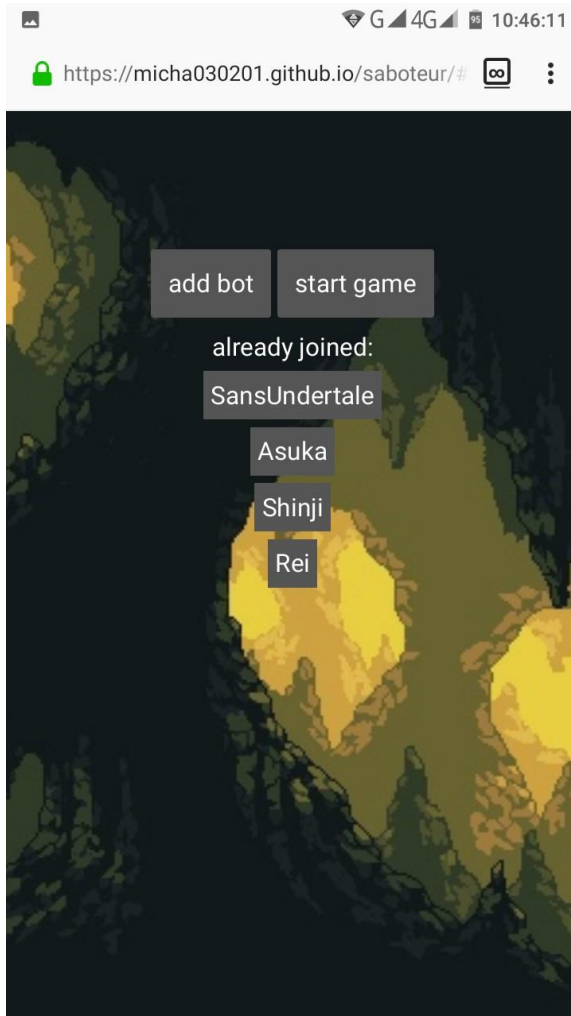 G 4G 95 10:46:11
https://micha030201.github.io/saboteur/#
add bot start game
already joined:
SansUndertale
Asuka
Shinji
Rei